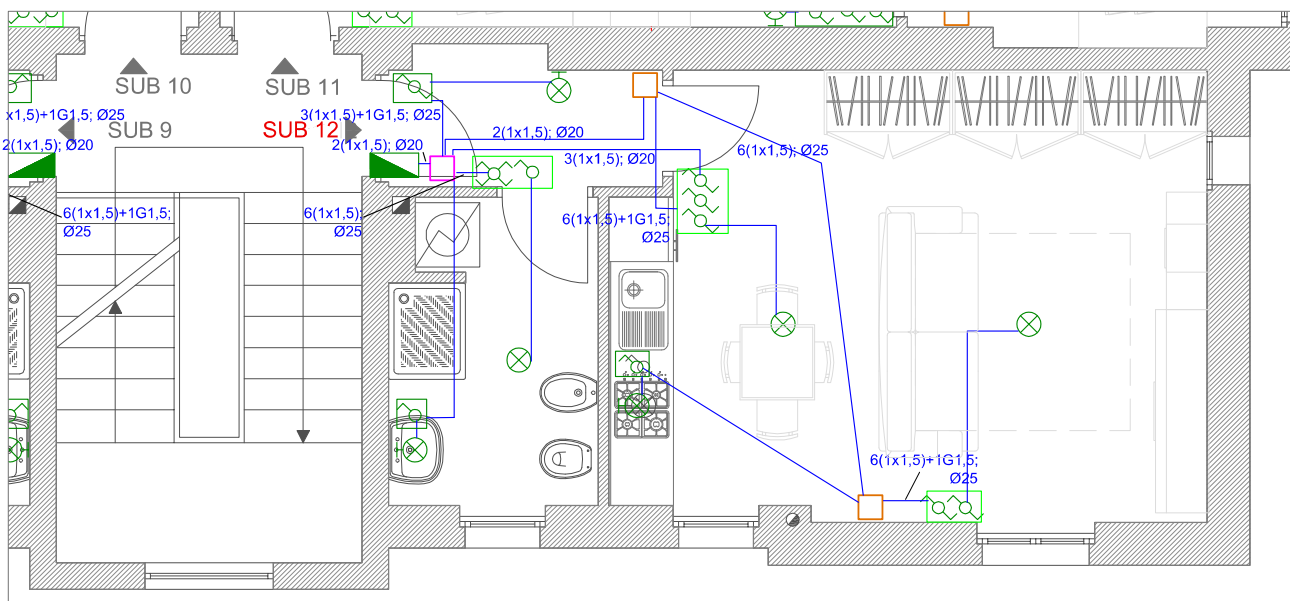 SUB 10
SUB 11
x1,5)+1G1,5; Ø25
3(1x1,5)+1G1,5; Ø25
SUB 9
SUB 12
2(1x1,5); Ø20
2(1x1,5); Ø20
2(1x1,5); Ø20
3(1x1,5); Ø20
6(1x1,5); Ø25
6(1x1,5)+1G1,5;
Ø25
6(1x1,5);
Ø25
6(1x1,5)+1G1,5;
Ø25
6(1x1,5)+1G1,5;
Ø25